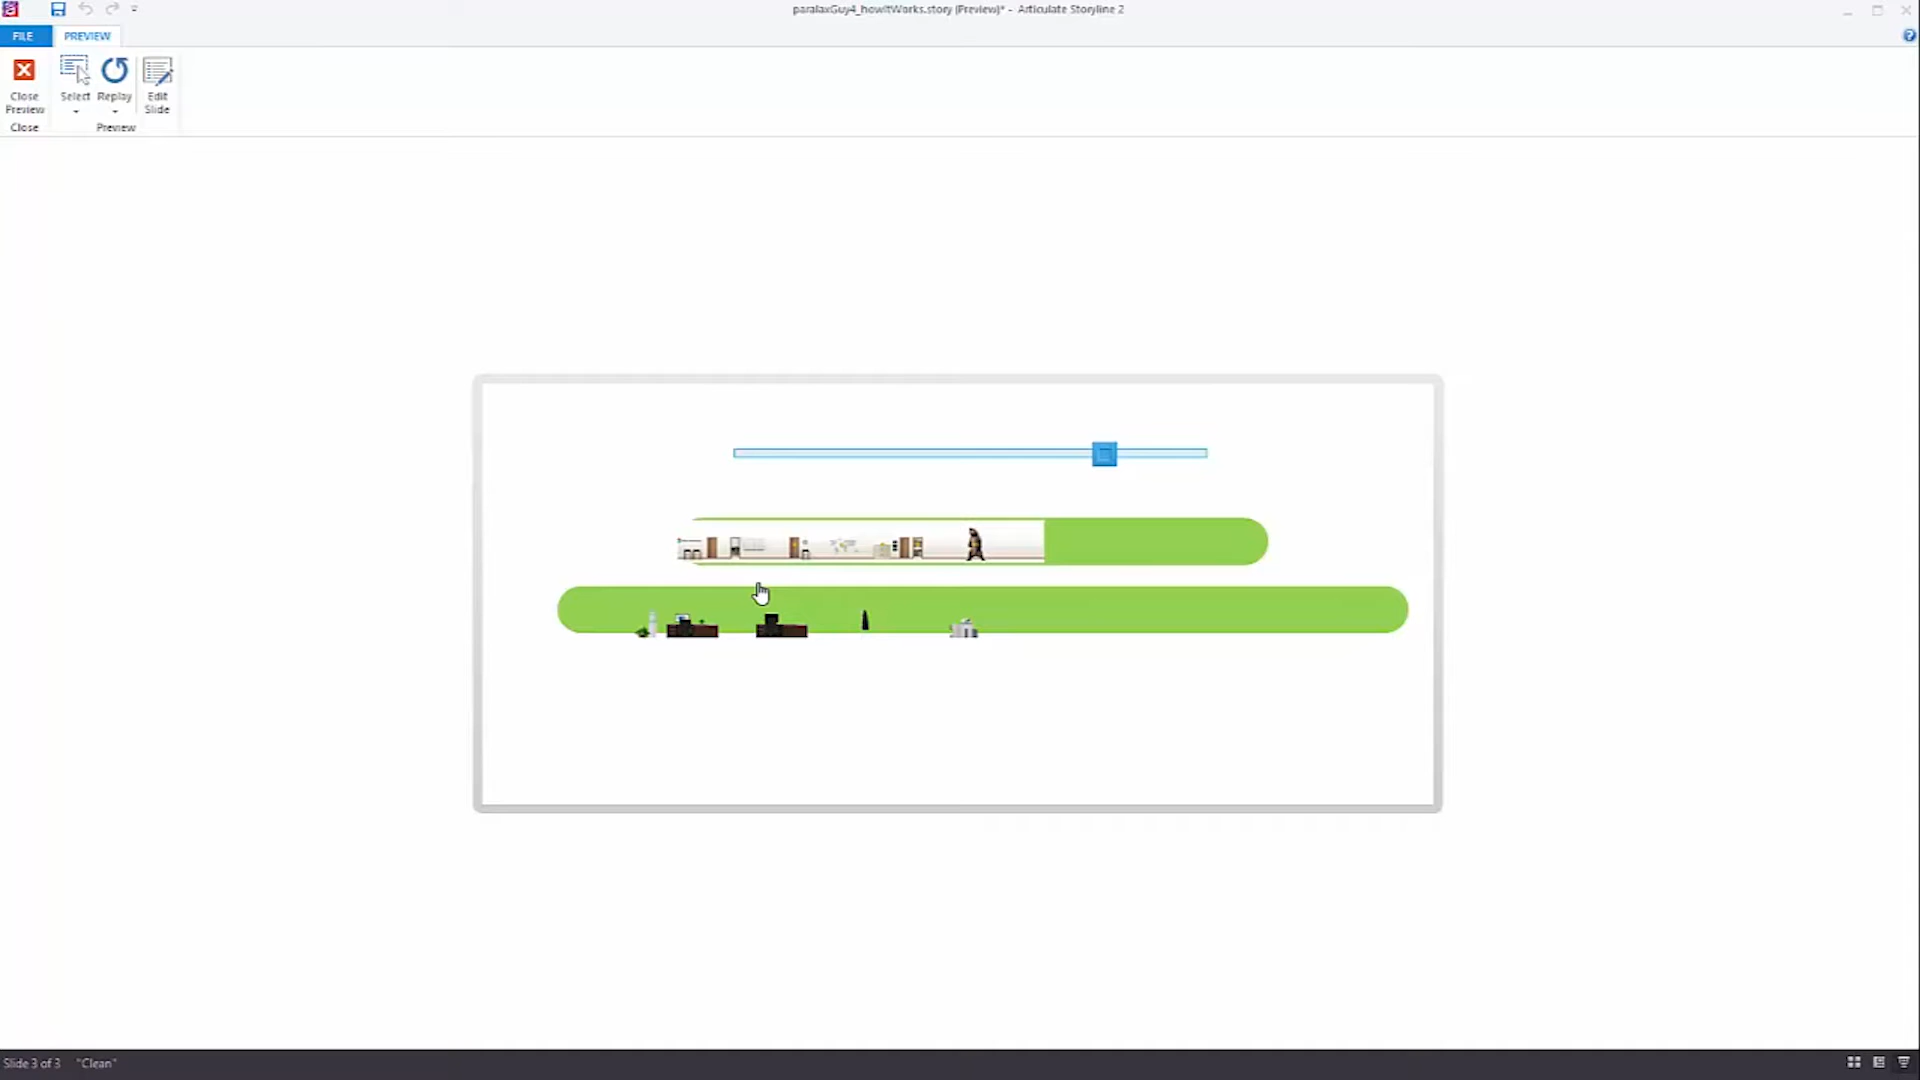 paralaxGuy4_howItWorks.story (Preview)* - Articulate Storyline 2
FILE
PREVIEW
Close Preview
Select
Replay
Edit Slide
Close
Preview
Slide 3 of 3 "Clean"